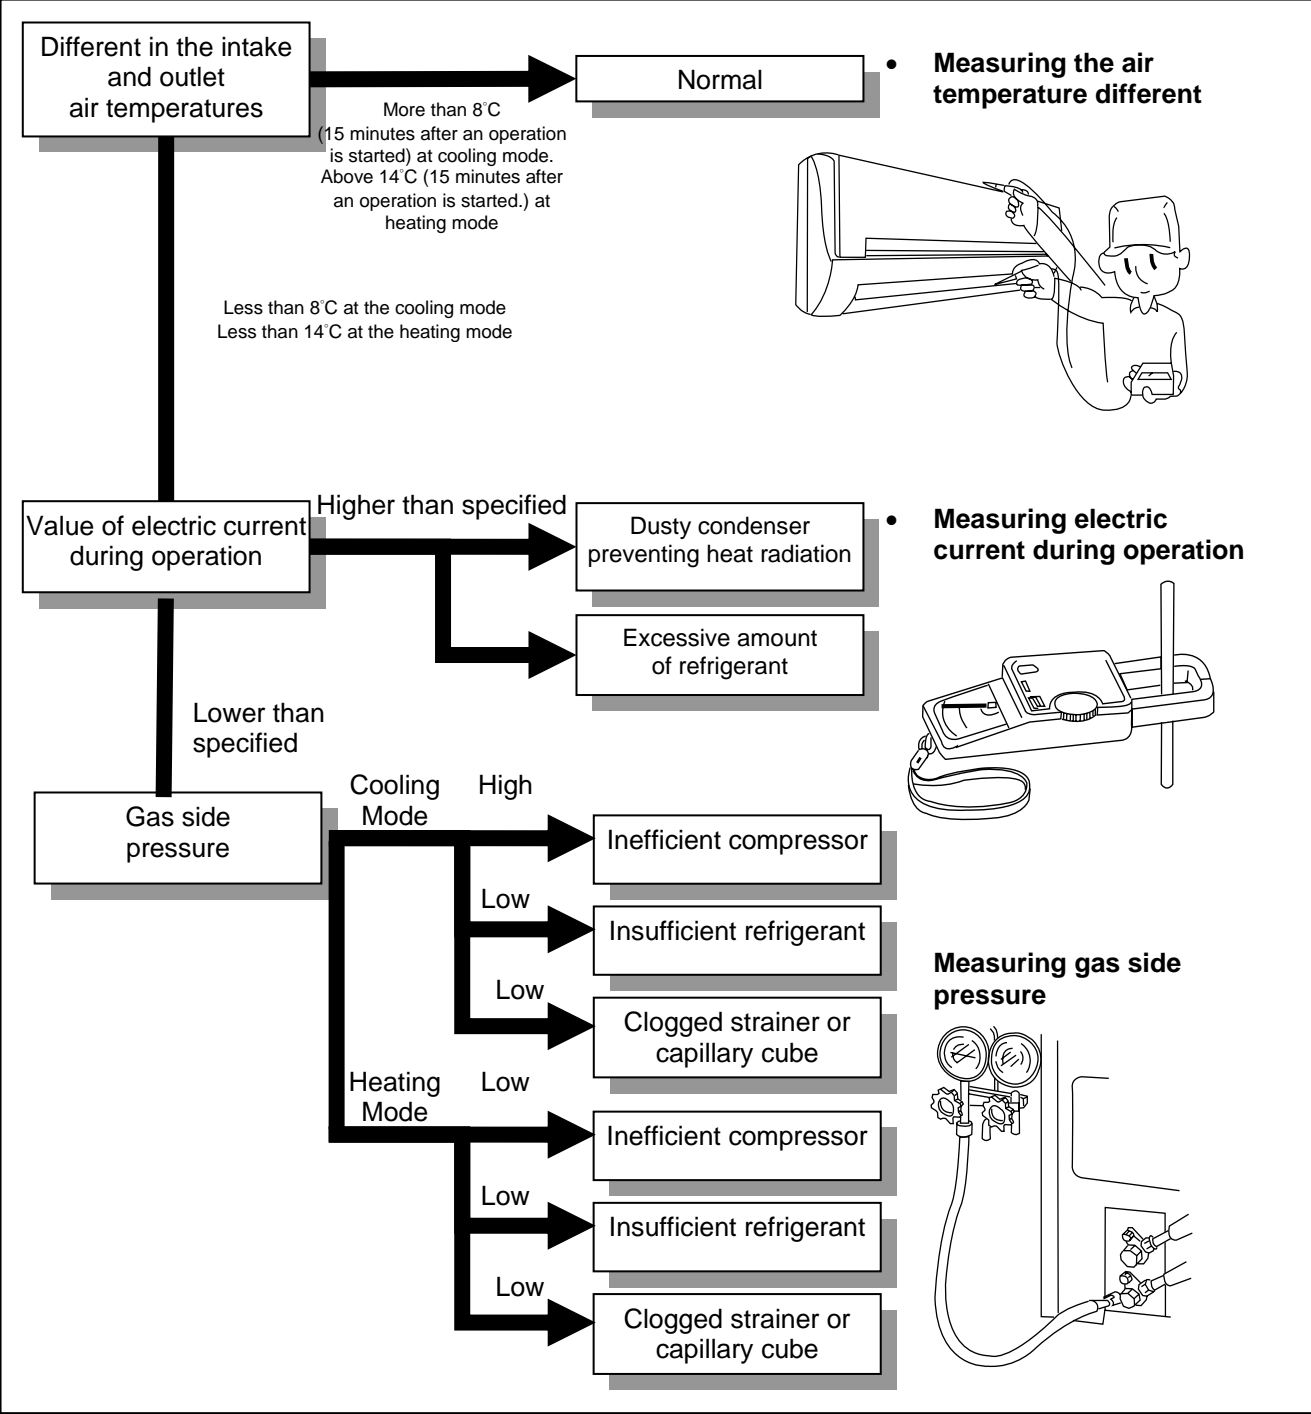 Different in the intake
and outlet
air temperatures
More than 8°C
(15 minutes after an operation
is started) at cooling mode.
Above 14°C (15 minutes after
an operation is started.) at
heating mode
Normal
• Measuring the air
temperature different
Less than 8°C at the cooling mode
Less than 14°C at the heating mode
Value of electric current
during operation
Higher than specified
Dusty condenser
preventing heat radiation
Excessive amount
of refrigerant
• Measuring electric
current during operation
Lower than
specified
Gas side
pressure
Cooling
Mode
High
Inefficient compressor
Low
Insufficient refrigerant
Low
Clogged strainer or
capillary cube
Heating
Mode
Low
Inefficient compressor
Low
Insufficient refrigerant
Low
Clogged strainer or
capillary cube
Measuring gas side
pressure